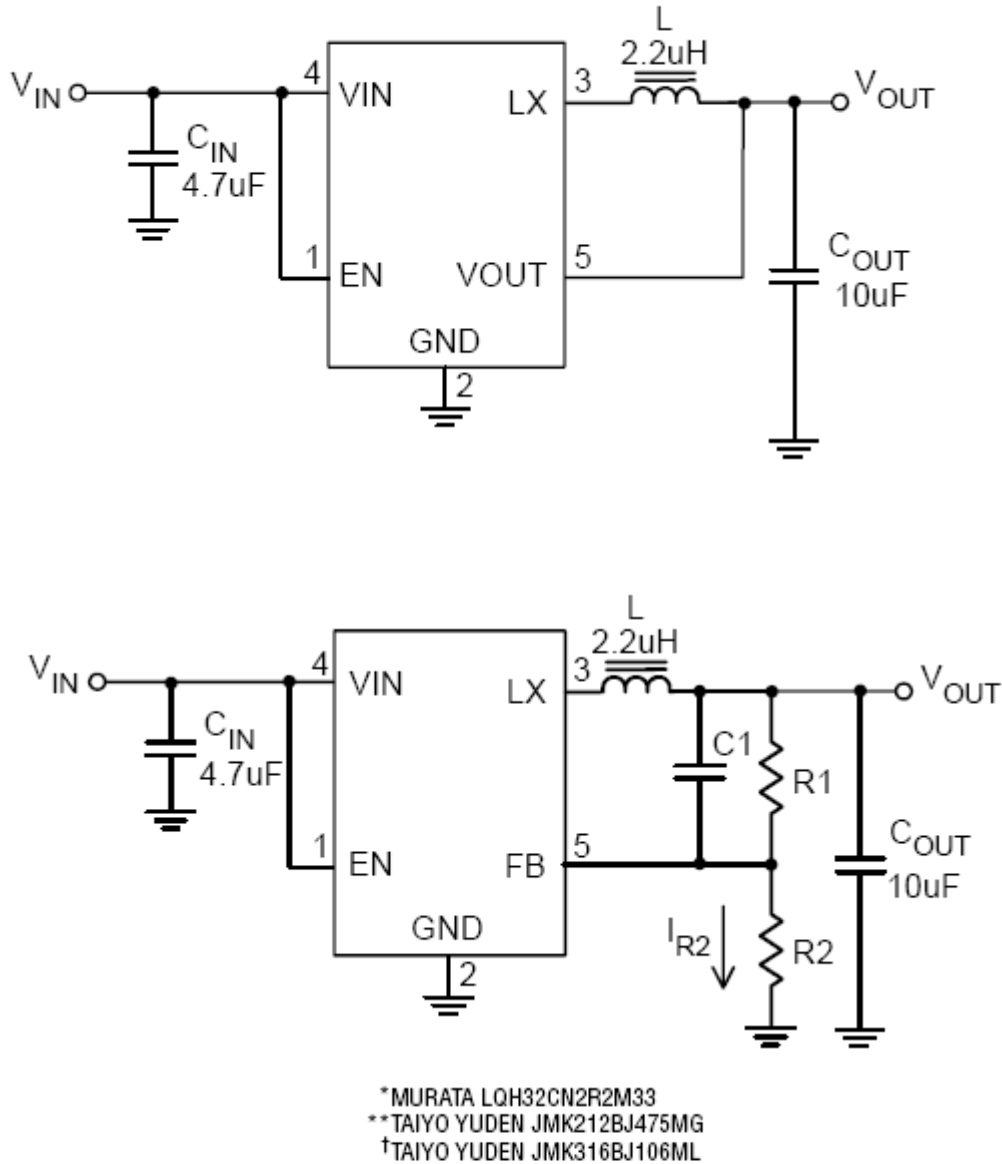 L
2.2uH
VIN
4
VIN
LX
3
VOUT
CIN
4.7uF
1
EN
VOUT
5
COUT
10uF
GND
2
L
2.2uH
VIN
4
VIN
LX
3
VOUT
CIN
4.7uF
C1
R1
1
EN
FB
5
COUT
10uF
GND
2
IR2
R2
*MURATA LQH32CN2R2M33
**TAIYO YUDEN JMK212BJ475MG
†TAIYO YUDEN JMK316BJ106ML